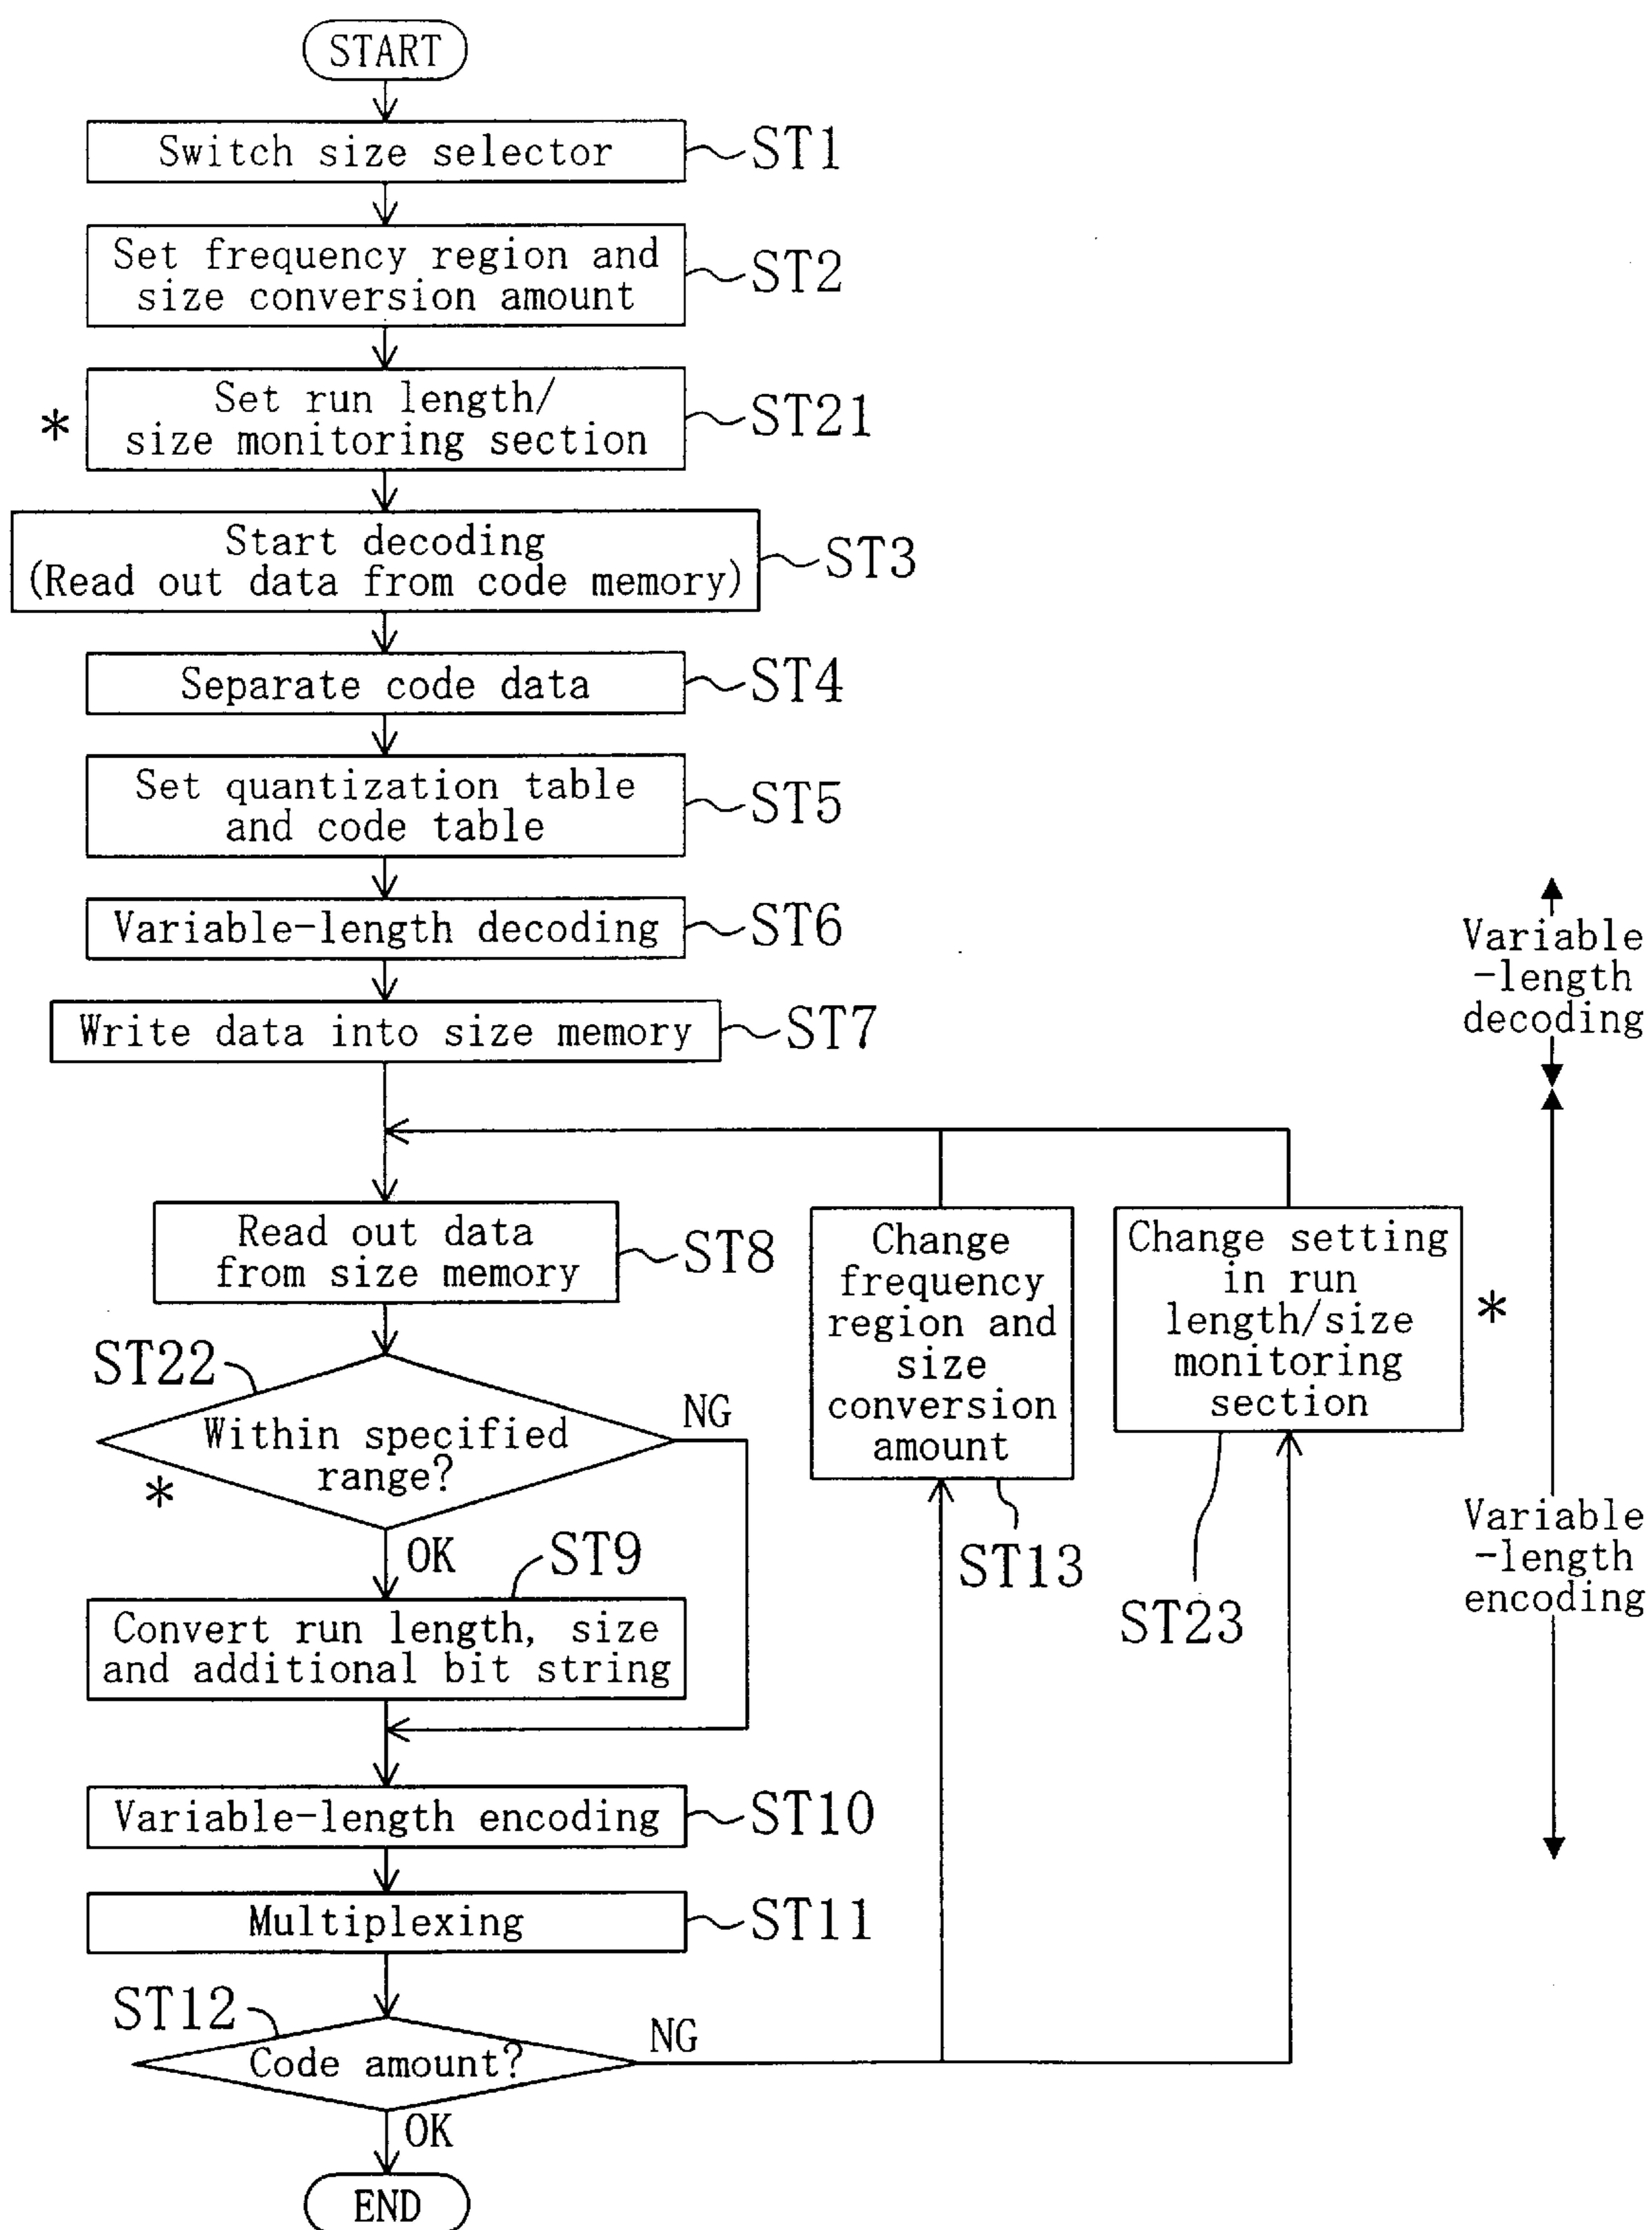 START
Switch size selector
ST1
Set frequency region and
size conversion amount
ST2
*
Set run length/
size monitoring section
ST21
Start decoding
(Read out data from code memory)
ST3
Separate code data
ST4
Set quantization table
and code table
ST5
Variable-length decoding
ST6
Write data into size memory
ST7
Variable
-length
decoding
Read out data
from size memory
ST8
Change
frequency
region and
size
conversion
amount
ST13
Change setting
in run
length/size
monitoring
section
*
ST23
ST22
Within specified
range?
*
NG
OK
ST9
Convert run length, size
and additional bit string
Variable
-length
encoding
Variable-length encoding
ST10
Multiplexing
ST11
ST12
Code amount?
NG
OK
END